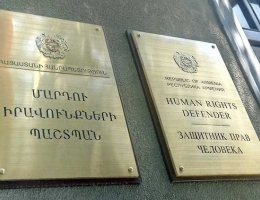 ՀԱՅԱՍՏԱՆԻ ՀԱՆՐԱՊԵՏՈՒԹՅՈՒՆ
ՄԱՐԴՈՒ
ԻՐԱՎՈՒՆՔՆԵՐԻ
ՊԱՇՏՊԱՆ
REPUBLIC OF ARMENIA
РЕСПУБЛИКА АРМЕНИЯ
HUMAN RIGHTS
DEFENDER
ЗАЩИТНИК ПРАВ
ЧЕЛОВЕКА